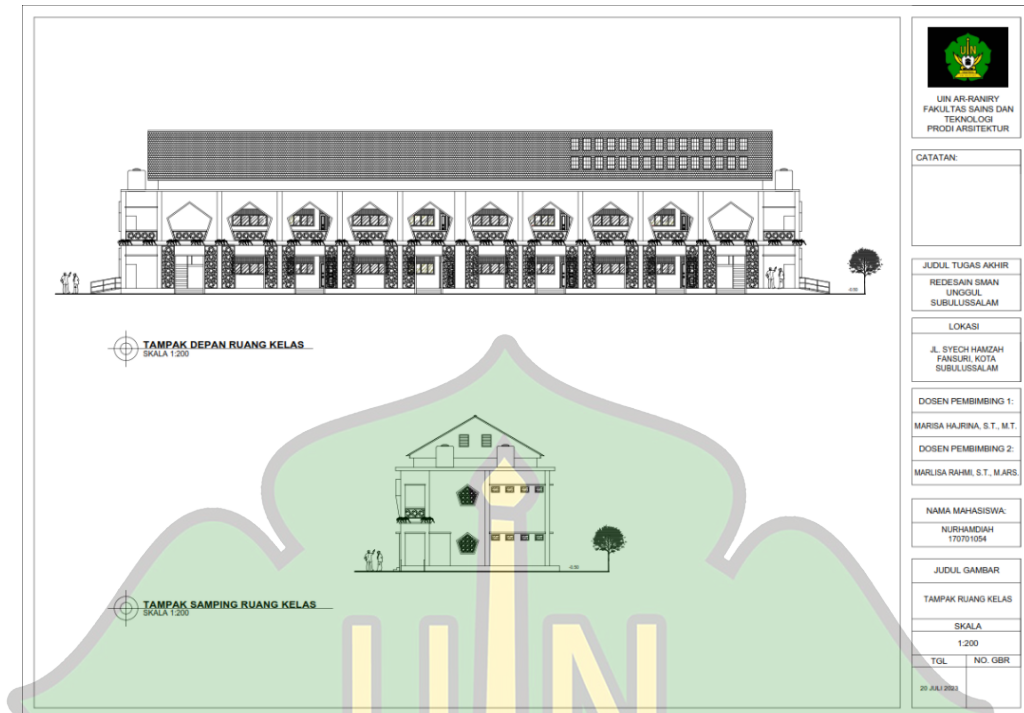 UIN
UIN AR-RANIRY
FAKULTAS SAINS DAN
TEKNOLOGI
PRODI ARSITEKTUR
CATATAN:
JUDUL TUGAS AKHIR
REDESAIN SMAN
UNGGUL
SUBULUSSALAM
LOKASI
JL. SYECH HAMZAH
FANSURI, KOTA
SUBULUSSALAM
DOSEN PEMBIMBING 1:
MARISA HAJRINA, S.T., M.T.
DOSEN PEMBIMBING 2:
MARLISA RAHMI, S.T., M.ARS.
NAMA MAHASISWA:
NURHAMDIAH
170701054
JUDUL GAMBAR
TAMPAK RUANG KELAS
SKALA
1:200
TGL NO. GBR
20 JULI 2023
TAMPAK DEPAN RUANG KELAS
SKALA 1:200
TAMPAK SAMPING RUANG KELAS
SKALA 1:200
UIN